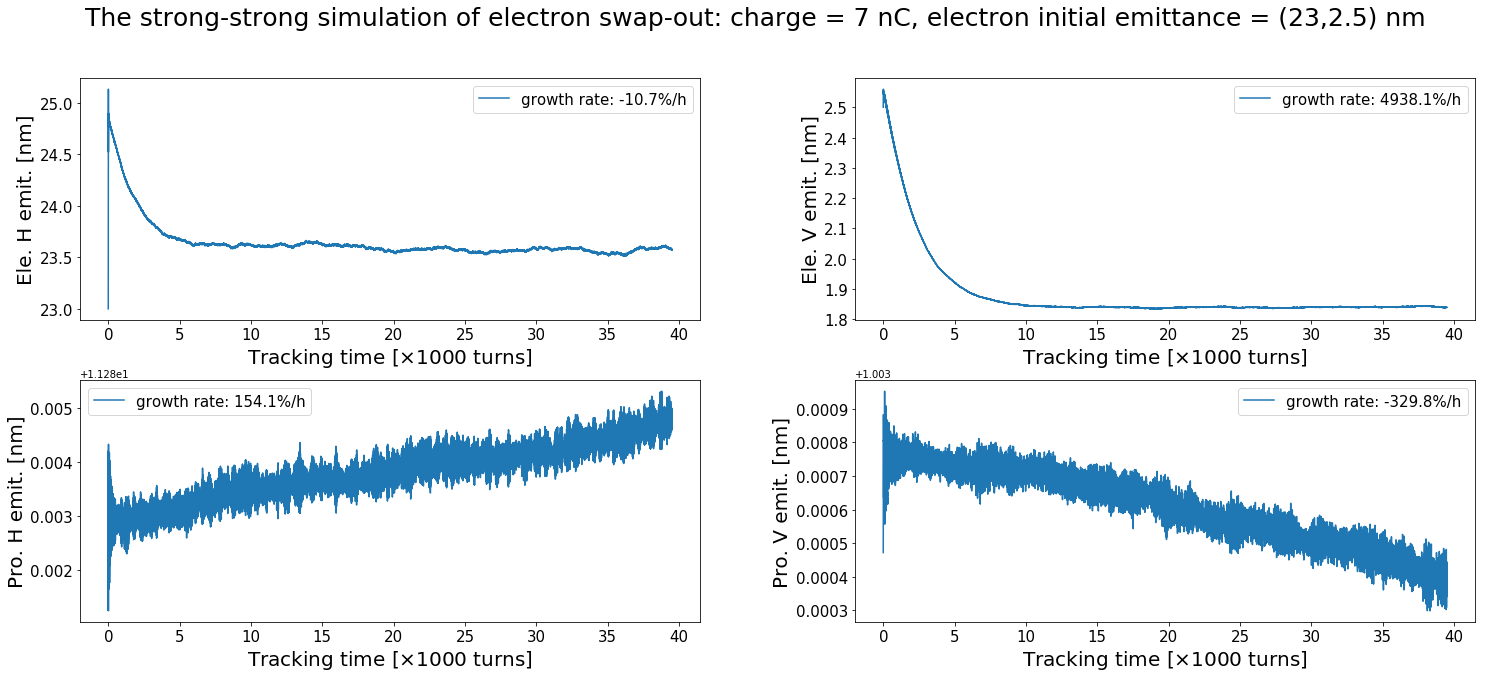 The strong-strong simulation of electron swap-out: charge = 7 nC, electron initial emittance = (23,2.5) nm
growth rate: -10.7%/h
Ele. H emit. [nm]
25.0
24.5
24.0
23.5
23.0
0 5 10 15 20 25 30 35 40
Tracking time [×1000 turns]
growth rate: 4938.1%/h
Ele. V emit. [nm]
2.5
2.4
2.3
2.2
2.1
2.0
1.9
1.8
0 5 10 15 20 25 30 35 40
Tracking time [×1000 turns]
+1.128e1
growth rate: 154.1%/h
Pro. H emit. [nm]
0.005
0.004
0.003
0.002
0 5 10 15 20 25 30 35 40
Tracking time [×1000 turns]
+1.003
growth rate: -329.8%/h
Pro. V emit. [nm]
0.0009
0.0008
0.0007
0.0006
0.0005
0.0004
0.0003
0 5 10 15 20 25 30 35 40
Tracking time [×1000 turns]